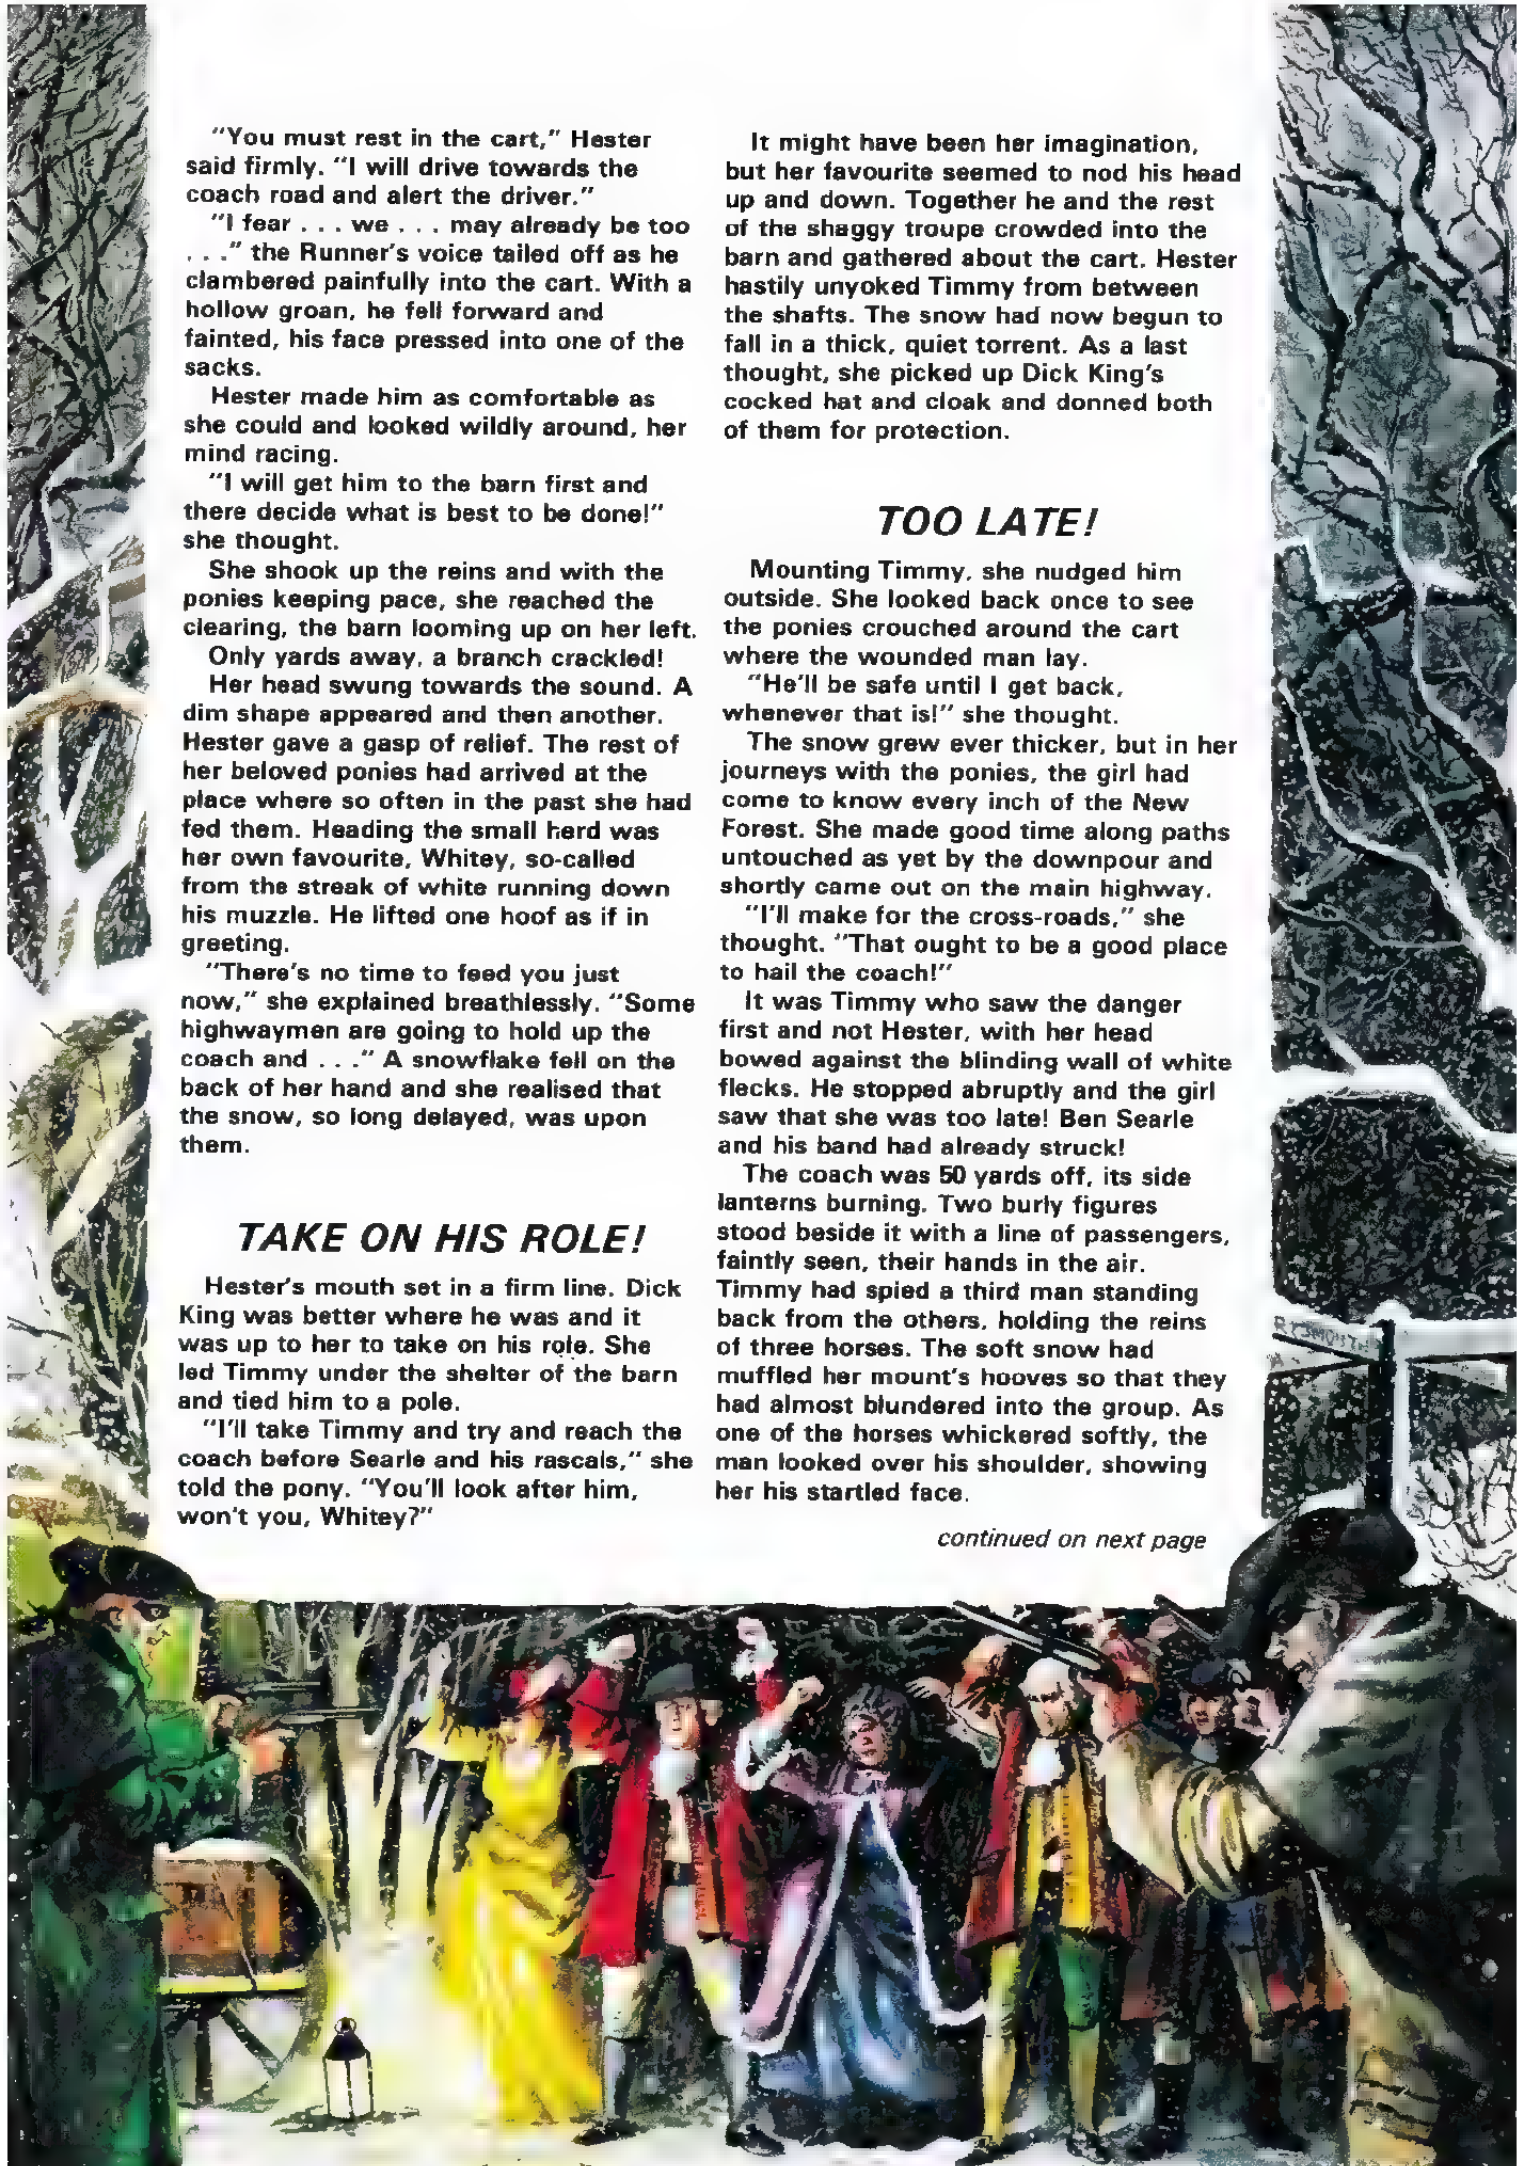 "You must rest in the cart," Hester
said firmly. "I will drive towards the
coach road and alert the driver."
"I fear . . . we . . . may already be too
. . ." the Runner's voice tailed off as he
clambered painfully into the cart. With a
hollow groan, he fell forward and
fainted, his face pressed into one of the
sacks.
Hester made him as comfortable as
she could and looked wildly around, her
mind racing.
"I will get him to the barn first and
there decide what is best to be done!"
she thought.
She shook up the reins and with the
ponies keeping pace, she reached the
clearing, the barn looming up on her left.
Only yards away, a branch crackled!
Her head swung towards the sound. A
dim shape appeared and then another.
Hester gave a gasp of relief. The rest of
her beloved ponies had arrived at the
place where so often in the past she had
fed them. Heading the small herd was
her own favourite, Whitey, so-called
from the streak of white running down
his muzzle. He lifted one hoof as if in
greeting.
"There's no time to feed you just
now," she explained breathlessly. "Some
highwaymen are going to hold up the
coach and . . ." A snowflake fell on the
back of her hand and she realised that
the snow, so long delayed, was upon
them.
TAKE ON HIS ROLE!
Hester's mouth set in a firm line. Dick
King was better where he was and it
was up to her to take on his role. She
led Timmy under the shelter of the barn
and tied him to a pole.
"I'll take Timmy and try and reach the
coach before Searle and his rascals," she
told the pony. "You'll look after him,
won't you, Whitey?"
It might have been her imagination,
but her favourite seemed to nod his head
up and down. Together he and the rest
of the shaggy troupe crowded into the
barn and gathered about the cart. Hester
hastily unyoked Timmy from between
the shafts. The snow had now begun to
fall in a thick, quiet torrent. As a last
thought, she picked up Dick King's
cocked hat and cloak and donned both
of them for protection.
TOO LATE!
Mounting Timmy, she nudged him
outside. She looked back once to see
the ponies crouched around the cart
where the wounded man lay.
"He'll be safe until I get back,
whenever that is!" she thought.
The snow grew ever thicker, but in her
journeys with the ponies, the girl had
come to know every inch of the New
Forest. She made good time along paths
untouched as yet by the downpour and
shortly came out on the main highway.
"I'll make for the cross-roads," she
thought. "That ought to be a good place
to hail the coach!"
It was Timmy who saw the danger
first and not Hester, with her head
bowed against the blinding wall of white
flecks. He stopped abruptly and the girl
saw that she was too late! Ben Searle
and his band had already struck!
The coach was 50 yards off, its side
lanterns burning. Two burly figures
stood beside it with a line of passengers,
faintly seen, their hands in the air.
Timmy had spied a third man standing
back from the others, holding the reins
of three horses. The soft snow had
muffled her mount's hooves so that they
had almost blundered into the group. As
one of the horses whickered softly, the
man looked over his shoulder, showing
her his startled face.
continued on next page